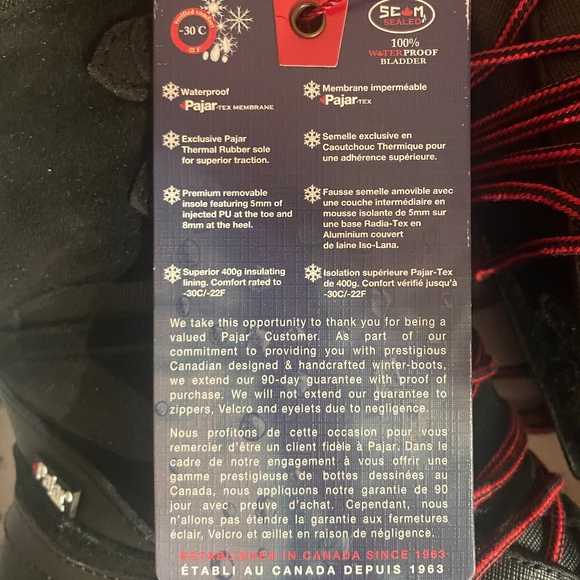 verified comfort
-30 C
-22 F
SEAM
SEALED
100%
WATERPROOF
BLADDER
Waterproof
Pajar-TEX MEMBRANE
Exclusive Pajar
Thermal Rubber sole
for superior traction.
Premium removable
insole featuring 5mm of
injected PU at the toe and
8mm at the heel.
Superior 400g insulating
lining. Comfort rated to
-30C/-22F
Membrane imperméable
Pajar-TEX
Semelle exclusive en
Caoutchouc Thermique pour
une adhérence supérieure.
Fausse semelle amovible avec
une couche intermédiaire en
mousse isolante de 5mm sur
une base Radia-Tex en
Aluminium couvert
de laine Iso-Lana.
Isolation supérieure Pajar-Tex
de 400g. Confort vérifié jusqu'à
-30C/-22F
We take this opportunity to thank you for being a
valued Pajar Customer. As part of our
commitment to providing you with prestigious
Canadian designed & handcrafted winter-boots,
we extend our 90-day guarantee with proof of
purchase. We will not extend our guarantee to
zippers, Velcro and eyelets due to negligence.
Nous profitons de cette occasion pour vous
remercier d'être un client fidèle à Pajar. Dans le
cadre de notre engagement à vous offrir une
gamme prestigieuse de bottes dessinées au
Canada, nous appliquons notre garantie de 90
jour avec preuve d'achat. Cependant, nous
n'allons pas étendre la garantie aux fermetures
éclair, Velcro et œillet en raison de négligence.
ESTABLISHED IN CANADA SINCE 1963
ÉTABLI AU CANADA DEPUIS 1963
Pajar